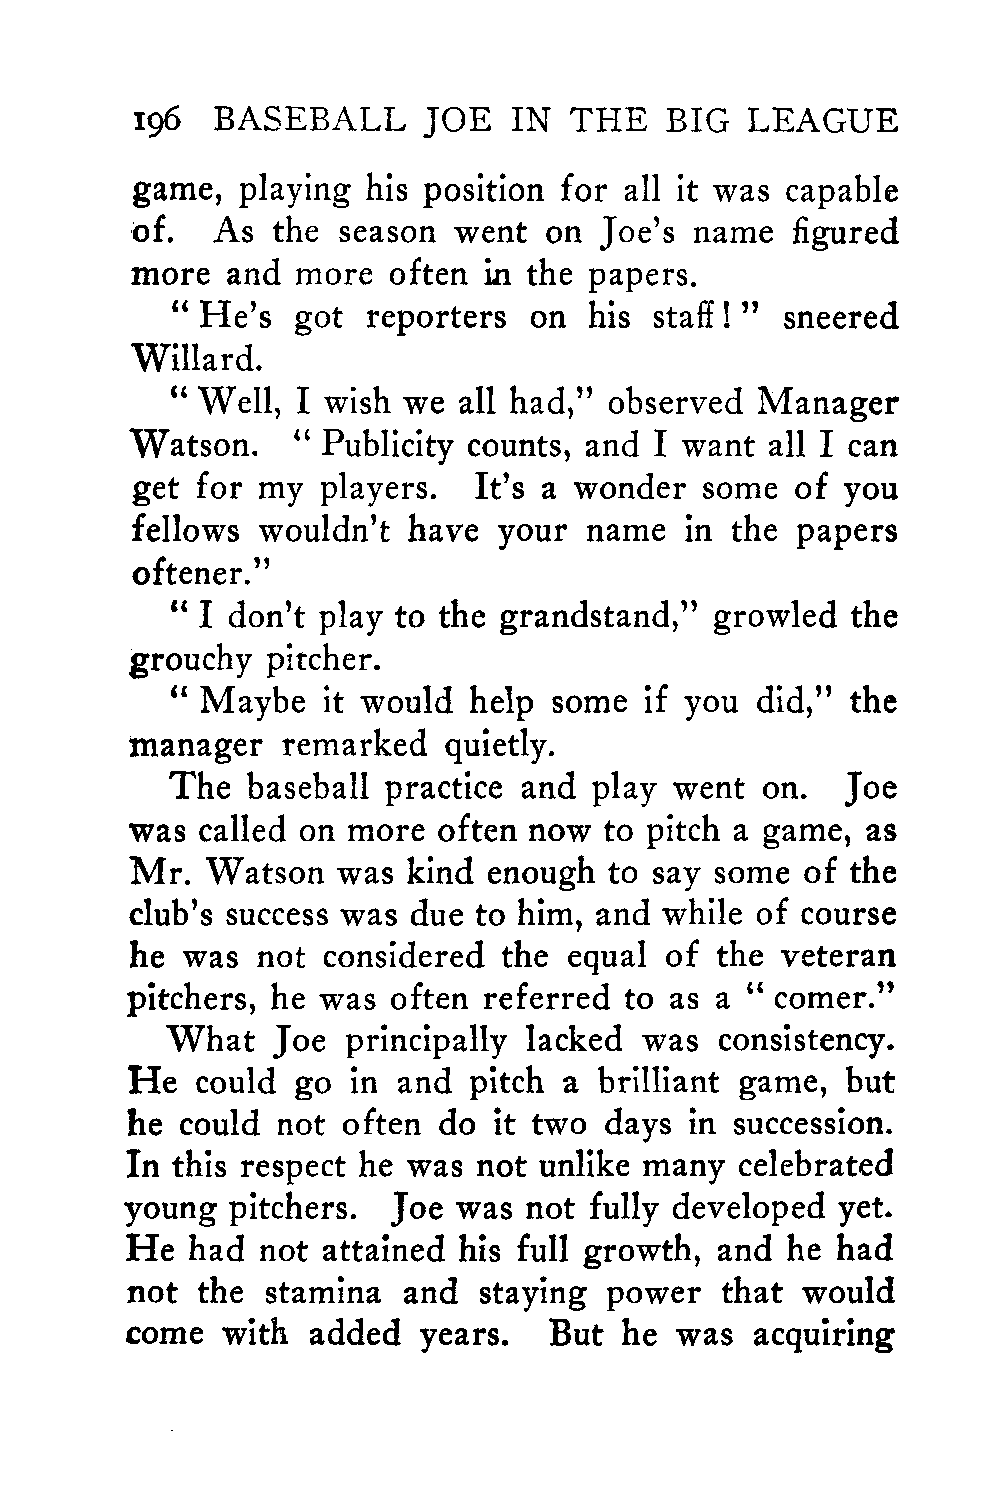 196 BASEBALL JOE IN THE BIG LEAGUE
game, playing his position for all it was capable
of. As the season went on Joe's name figured
more and more often in the papers.
“ He's got reporters on his staff! ” sneered
Willard.
“ Well, I wish we all had,” observed Manager
Watson. “ Publicity counts, and I want all I can
get for my players. It's a wonder some of you
fellows wouldn't have your name in the papers
oftener.”
“ I don't play to the grandstand,” growled the
grouchy pitcher.
“ Maybe it would help some if you did,” the
manager remarked quietly.
The baseball practice and play went on. Joe
was called on more often now to pitch a game, as
Mr. Watson was kind enough to say some of the
club's success was due to him, and while of course
he was not considered the equal of the veteran
pitchers, he was often referred to as a “ comer.”
What Joe principally lacked was consistency.
He could go in and pitch a brilliant game, but
he could not often do it two days in succession.
In this respect he was not unlike many celebrated
young pitchers. Joe was not fully developed yet.
He had not attained his full growth, and he had
not the stamina and staying power that would
come with added years. But he was acquiring